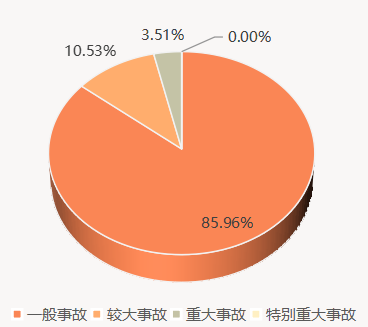 3.51%
0.00%
10.53%
85.96%
一般事故 较大事故 重大事故 特别重大事故